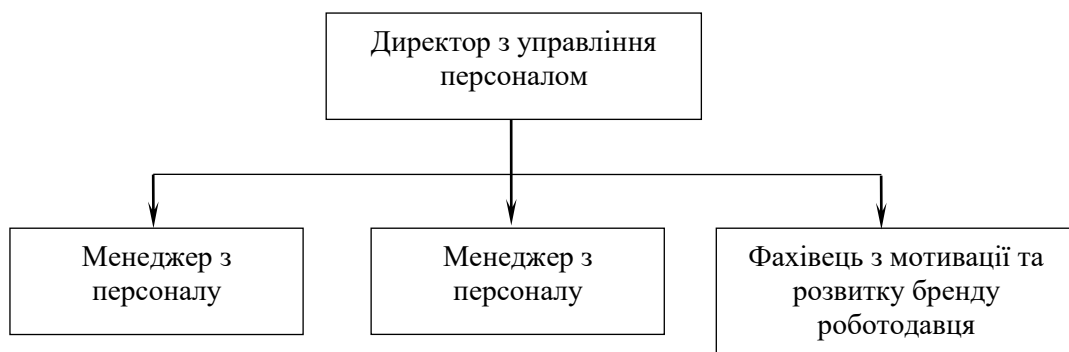 Директор з управління
персоналом
Менеджер з
персоналу
Менеджер з
персоналу
Фахівець з мотивації та
розвитку бренду
роботодавця